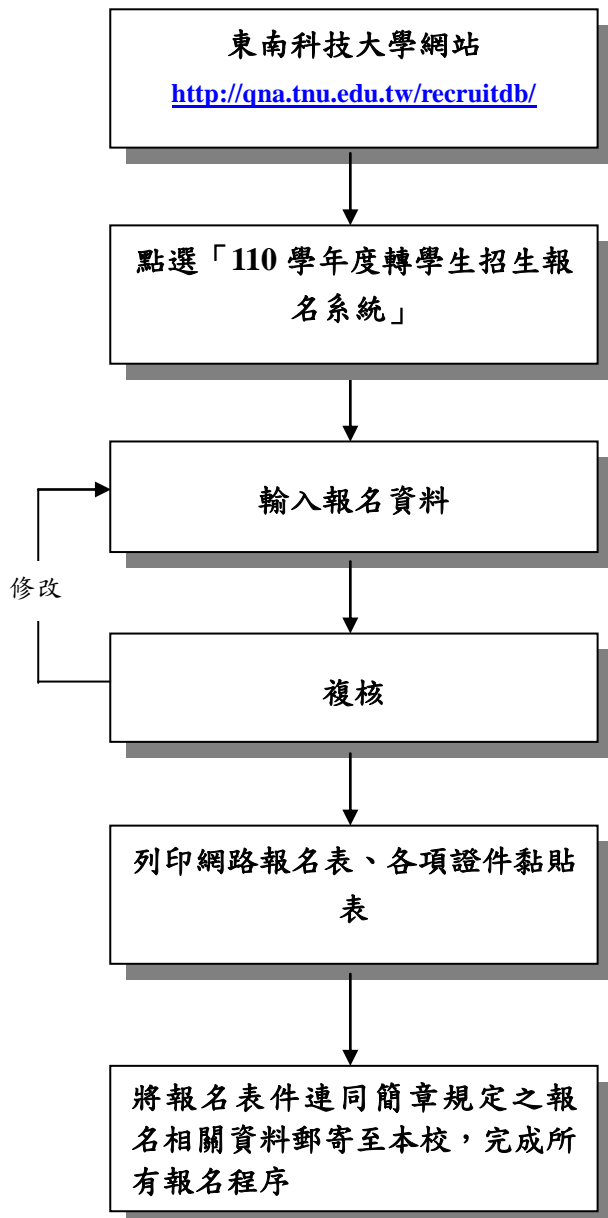 東南科技大學網站
http://qna.tnu.edu.tw/recruitdb/
點選「110 學年度轉學生招生報
名系統」
輸入報名資料
修改
複核
列印網路報名表、各項證件黏貼
表
將報名表件連同簡章規定之報
名相關資料郵寄至本校，完成所
有報名程序